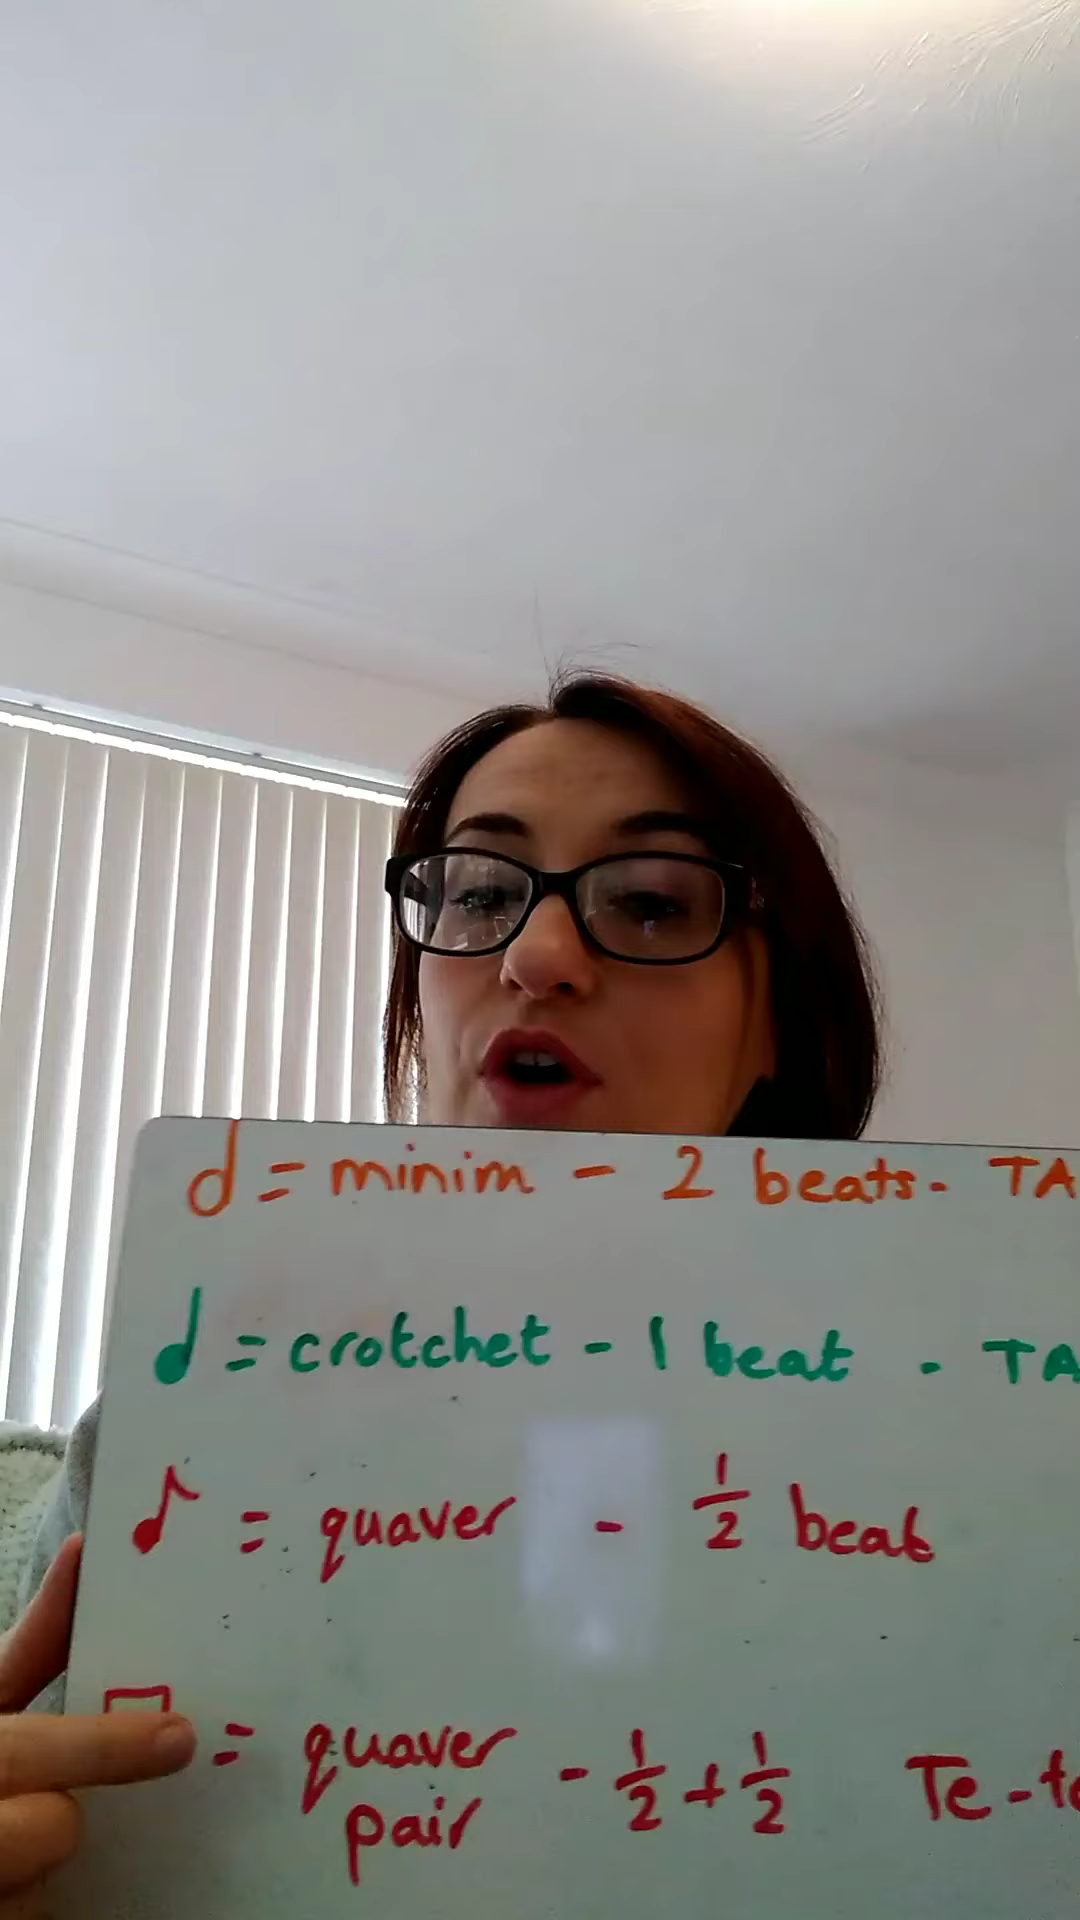 = minim - 2 beats. TA
= crotchet - 1 beat - TA
= quaver - 1/2 beat
= quaver pair - 1/2 + 1/2 Te-te